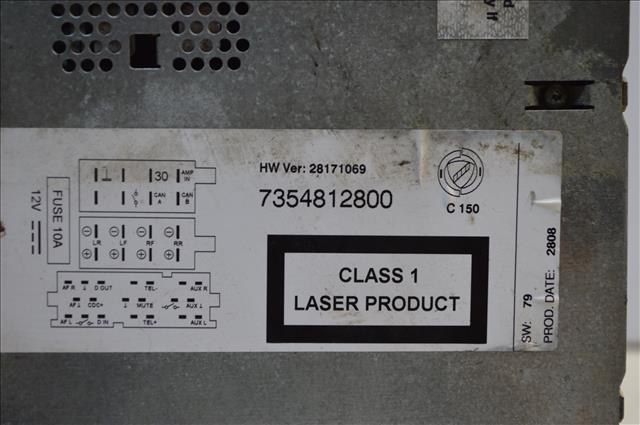 HW Ver: 28171069
7354812800
C 150
CLASS 1
LASER PRODUCT
SW: 79
PROD. DATE: 2808
12V
FUSE 10A
1 30 AMP IN
CAN A CAN B
LR LF RF RR
AF R D OUT TEL- AUX R
AF CDC+ MUTE AUX
AF L D IN TEL+ AUX L